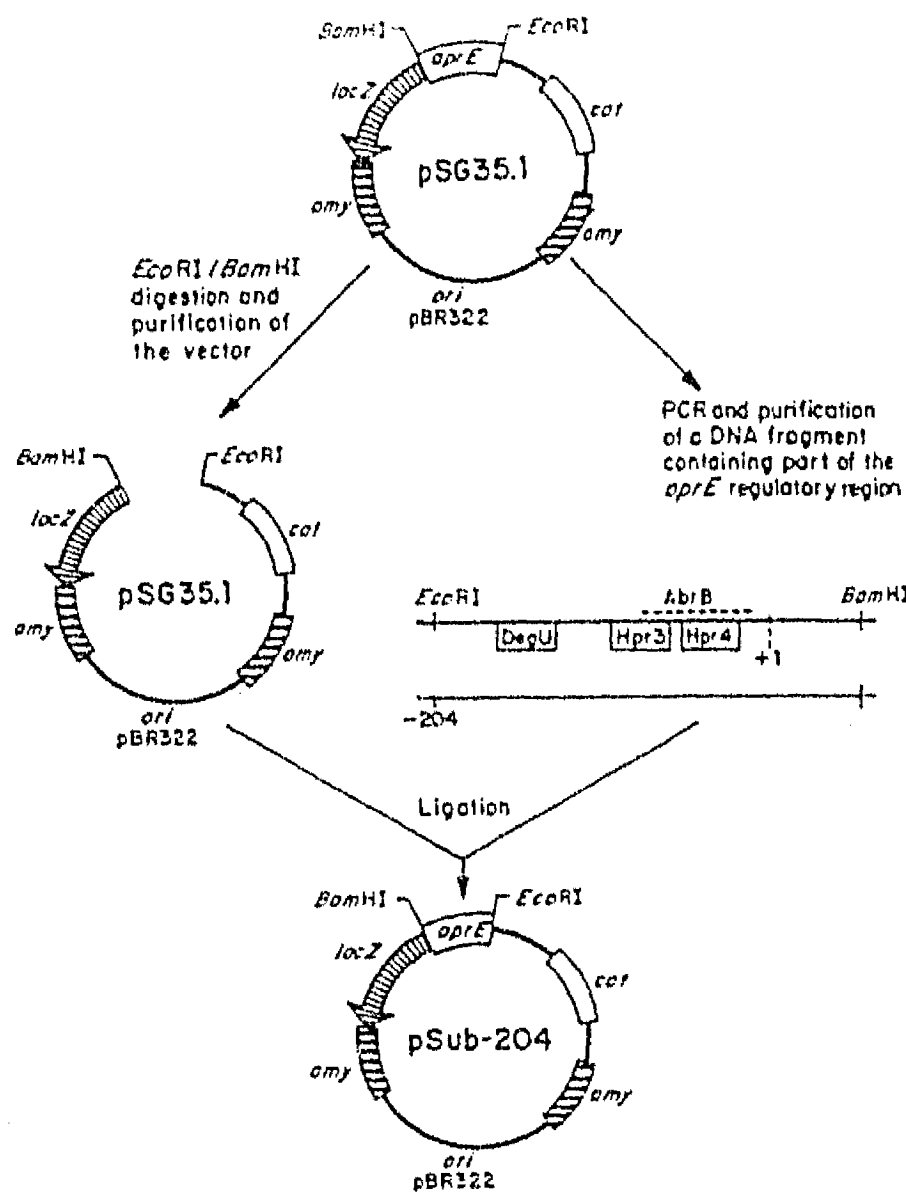 BamHI
EcoRI
aprE
lacZ
cat
pSG35.1
amy
amy
ori
pBR322
EcoRI/BamHI
digestion and
purification of
the vector
PCR and purification
of a DNA fragment
containing part of the
aprE regulatory region
BamHI
EcoRI
lacZ
cat
pSG35.1
amy
amy
ori
pBR322
EcoRI
AbrB
BamHI
DegU
Hpr3
Hpr4
+1
-204
Ligation
BamHI
EcoRI
aprE
lacZ
cat
pSub-204
amy
amy
ori
pBR322